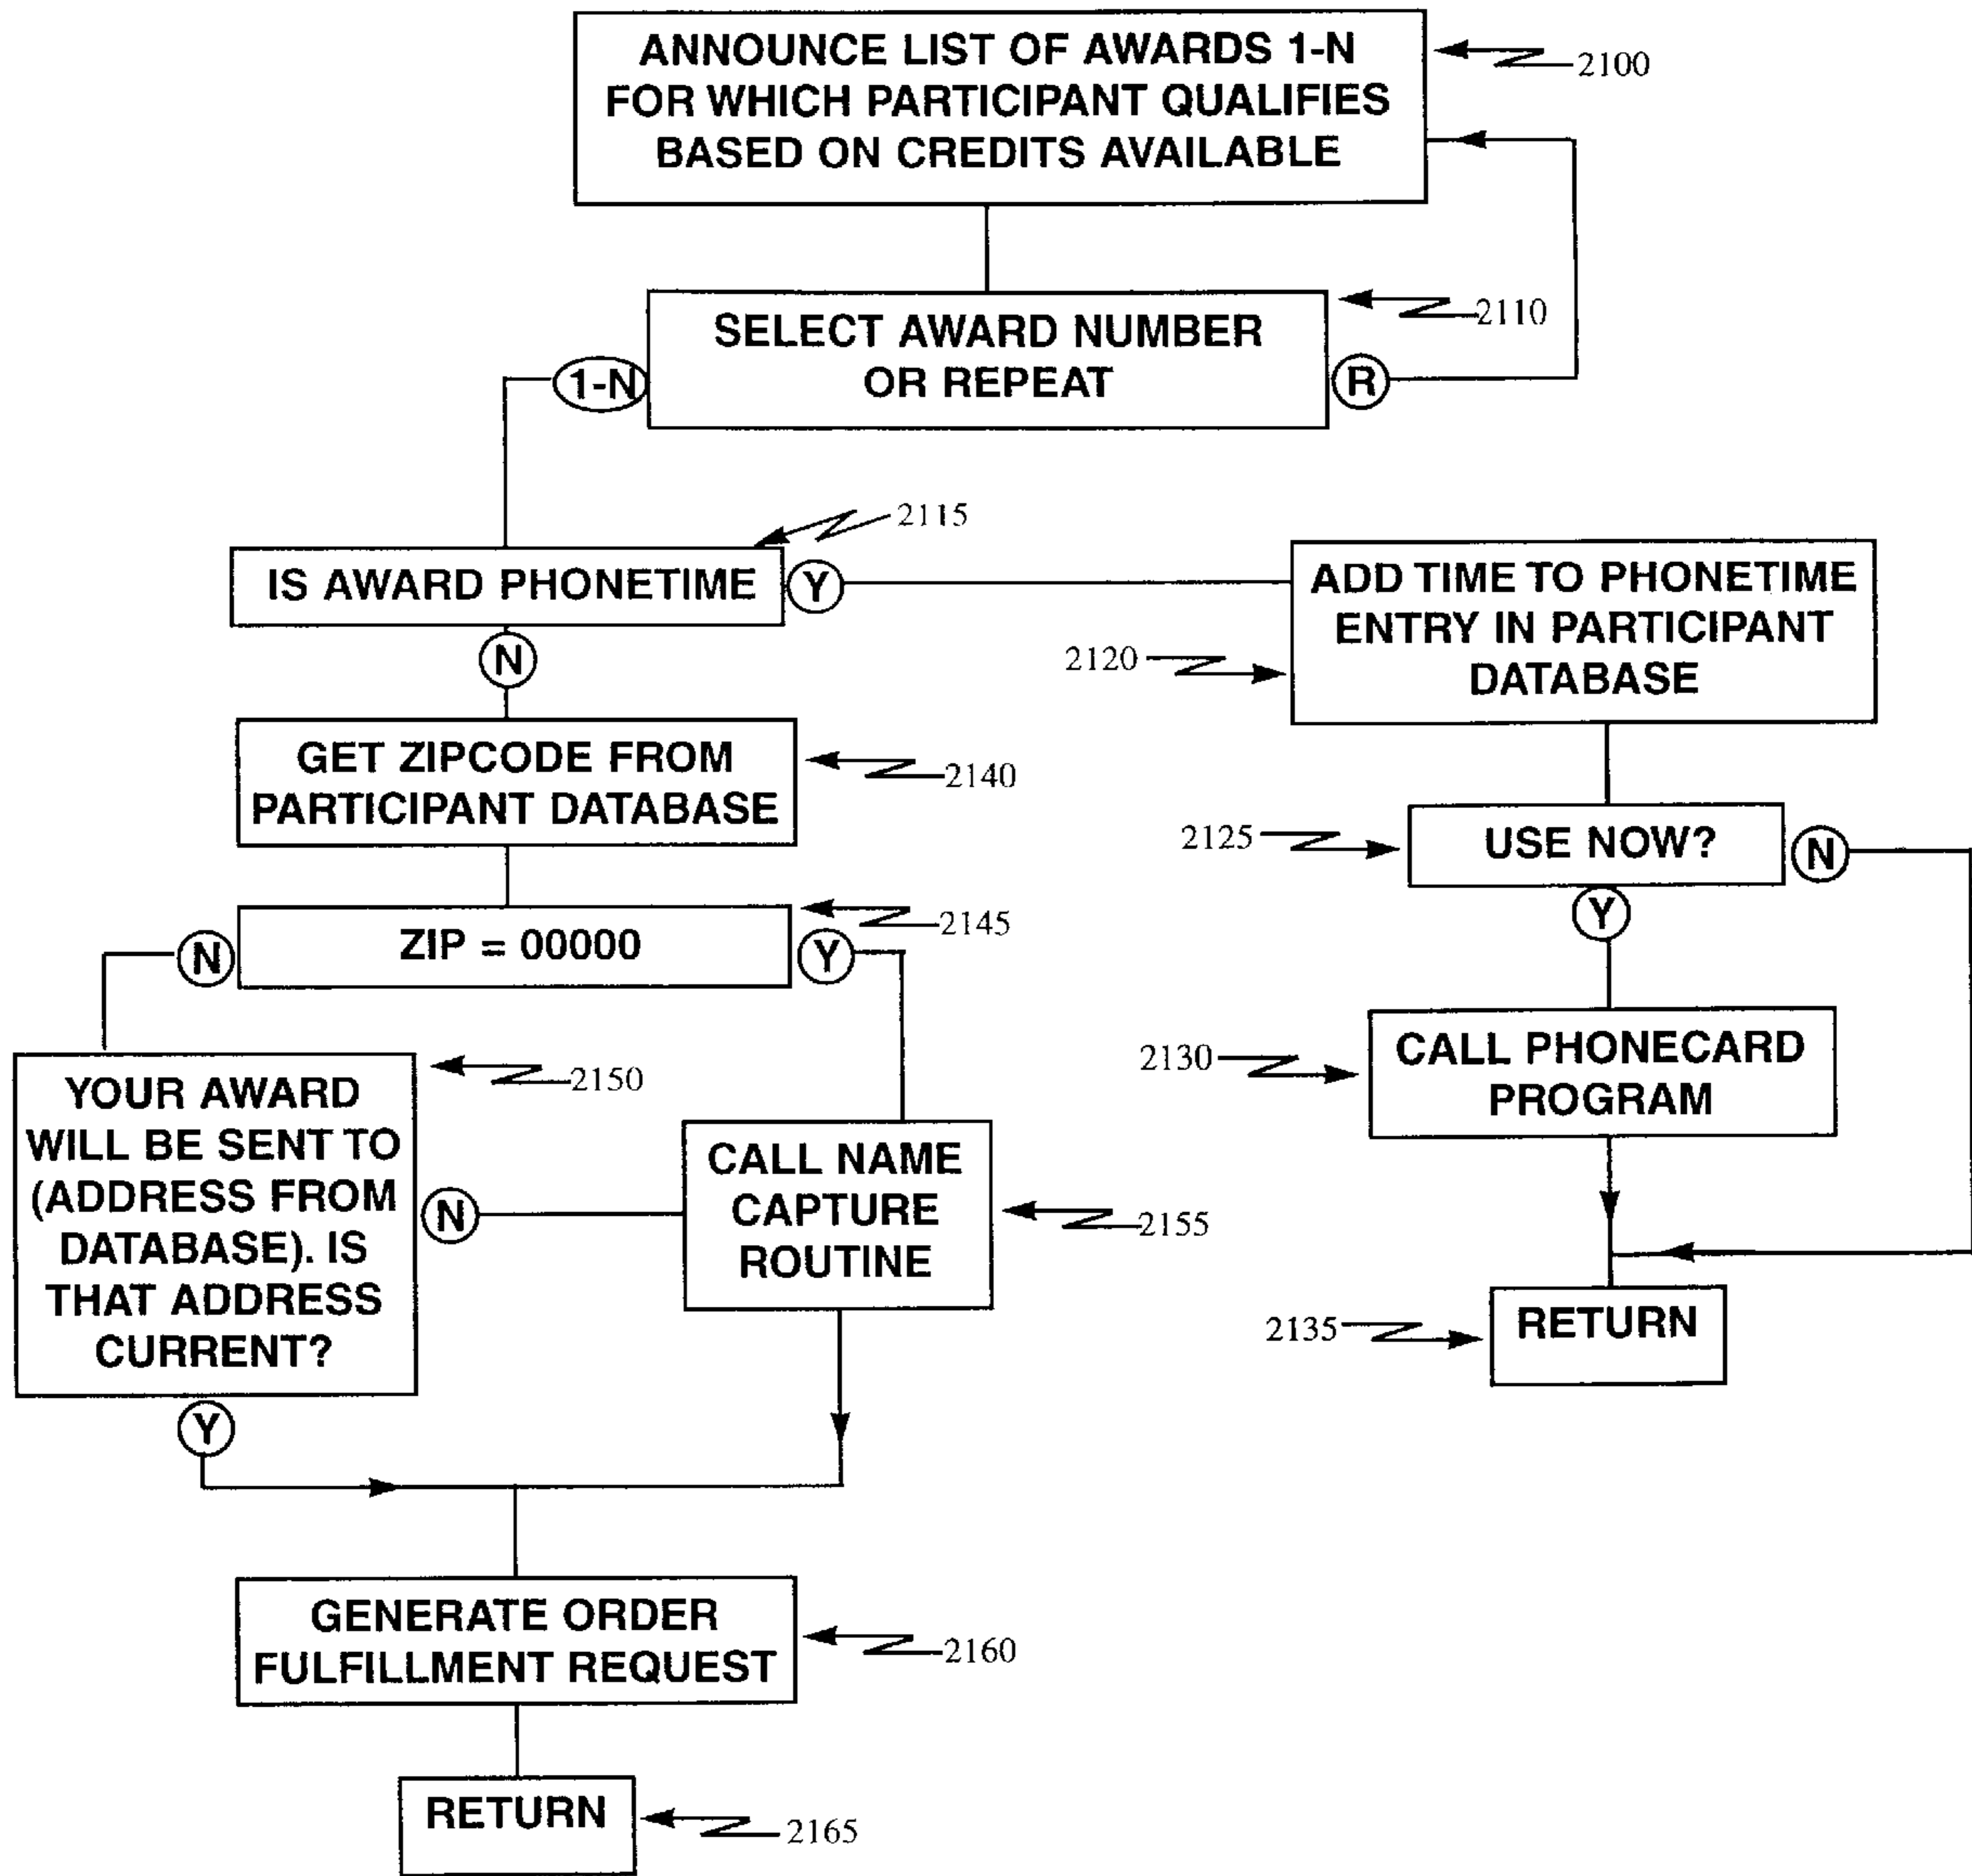 ANNOUNCE LIST OF AWARDS 1-N
FOR WHICH PARTICIPANT QUALIFIES
BASED ON CREDITS AVAILABLE
2100
SELECT AWARD NUMBER
OR REPEAT
2110
1-N
R
2115
IS AWARD PHONETIME
Y
N
ADD TIME TO PHONETIME
ENTRY IN PARTICIPANT
DATABASE
2120
GET ZIPCODE FROM
PARTICIPANT DATABASE
2140
2125
USE NOW?
N
Y
ZIP = 00000
2145
N
Y
2130
CALL PHONECARD
PROGRAM
YOUR AWARD
WILL BE SENT TO
(ADDRESS FROM
DATABASE). IS
THAT ADDRESS
CURRENT?
2150
N
Y
CALL NAME
CAPTURE
ROUTINE
2155
2135
RETURN
GENERATE ORDER
FULFILLMENT REQUEST
2160
RETURN
2165